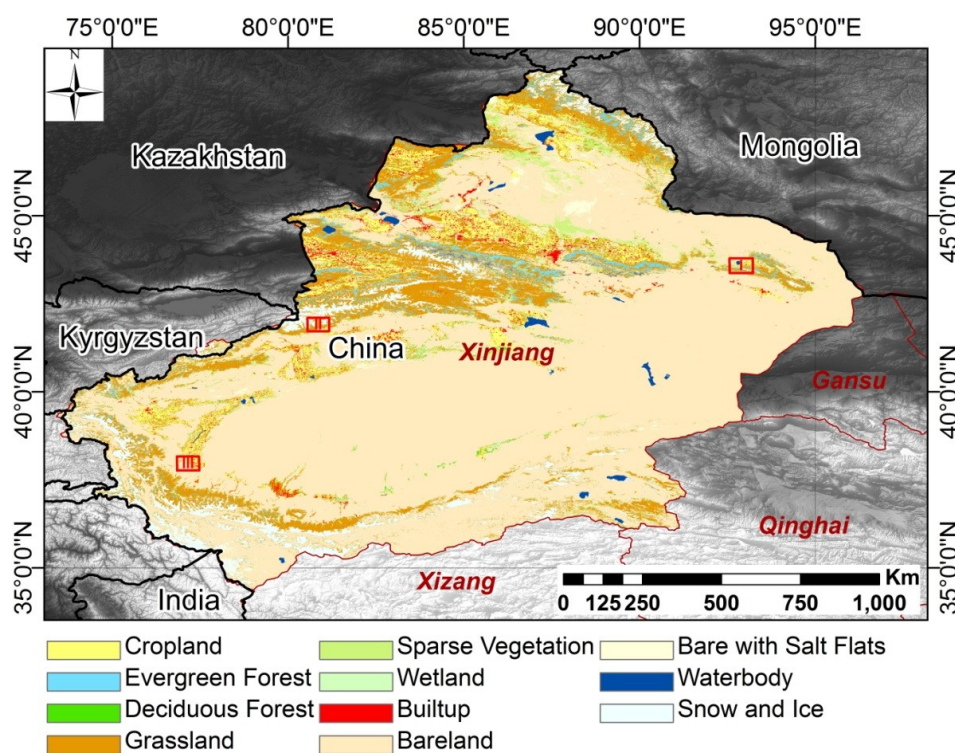 75°0'0"E 80°0'0"E 85°0'0"E 90°0'0"E 95°0'0"E
N
Kazakhstan
Mongolia
45°0'0"N 45°0'0"N
Kyrgyzstan
China
Xinjiang
Gansu
40°0'0"N 40°0'0"N
Qinghai
Xizang
India
35°0'0"N 35°0'0"N
Km
0 125 250 500 750 1,000
Cropland Sparse Vegetation Bare with Salt Flats
Evergreen Forest Wetland Waterbody
Deciduous Forest Builtup Snow and Ice
Grassland Bareland